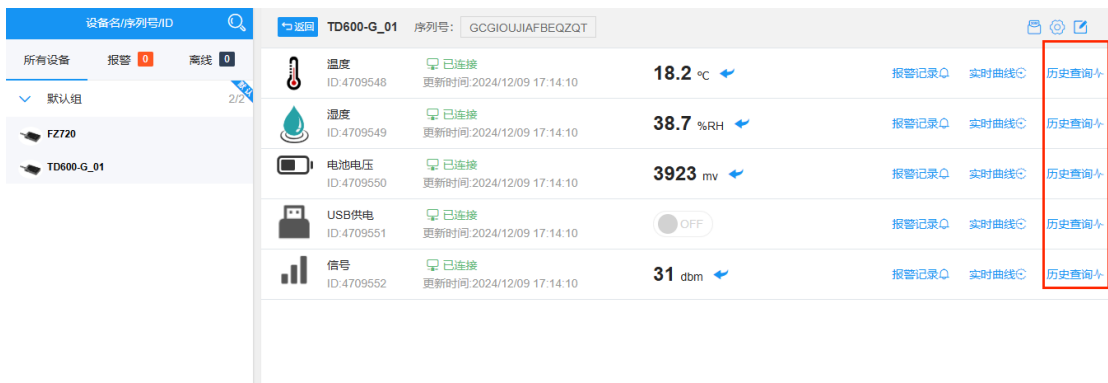 设备名/序列号/ID
所有设备 报警 0 离线 0
默认组 2/2 默认
FZ720
TD600-G_01
返回 TD600-G_01 序列号： GCGIOUJIAFBEQZQT
温度 已连接
ID:4709548 更新时间:2024/12/09 17:14:10
18.2 ℃ 报警记录 实时曲线 历史查询
湿度 已连接
ID:4709549 更新时间:2024/12/09 17:14:10
38.7 %RH 报警记录 实时曲线 历史查询
电池电压 已连接
ID:4709550 更新时间:2024/12/09 17:14:10
3923 mv 报警记录 实时曲线 历史查询
USB供电 已连接
ID:4709551 更新时间:2024/12/09 17:14:10
OFF 报警记录 实时曲线 历史查询
信号 已连接
ID:4709552 更新时间:2024/12/09 17:14:10
31 dbm 报警记录 实时曲线 历史查询